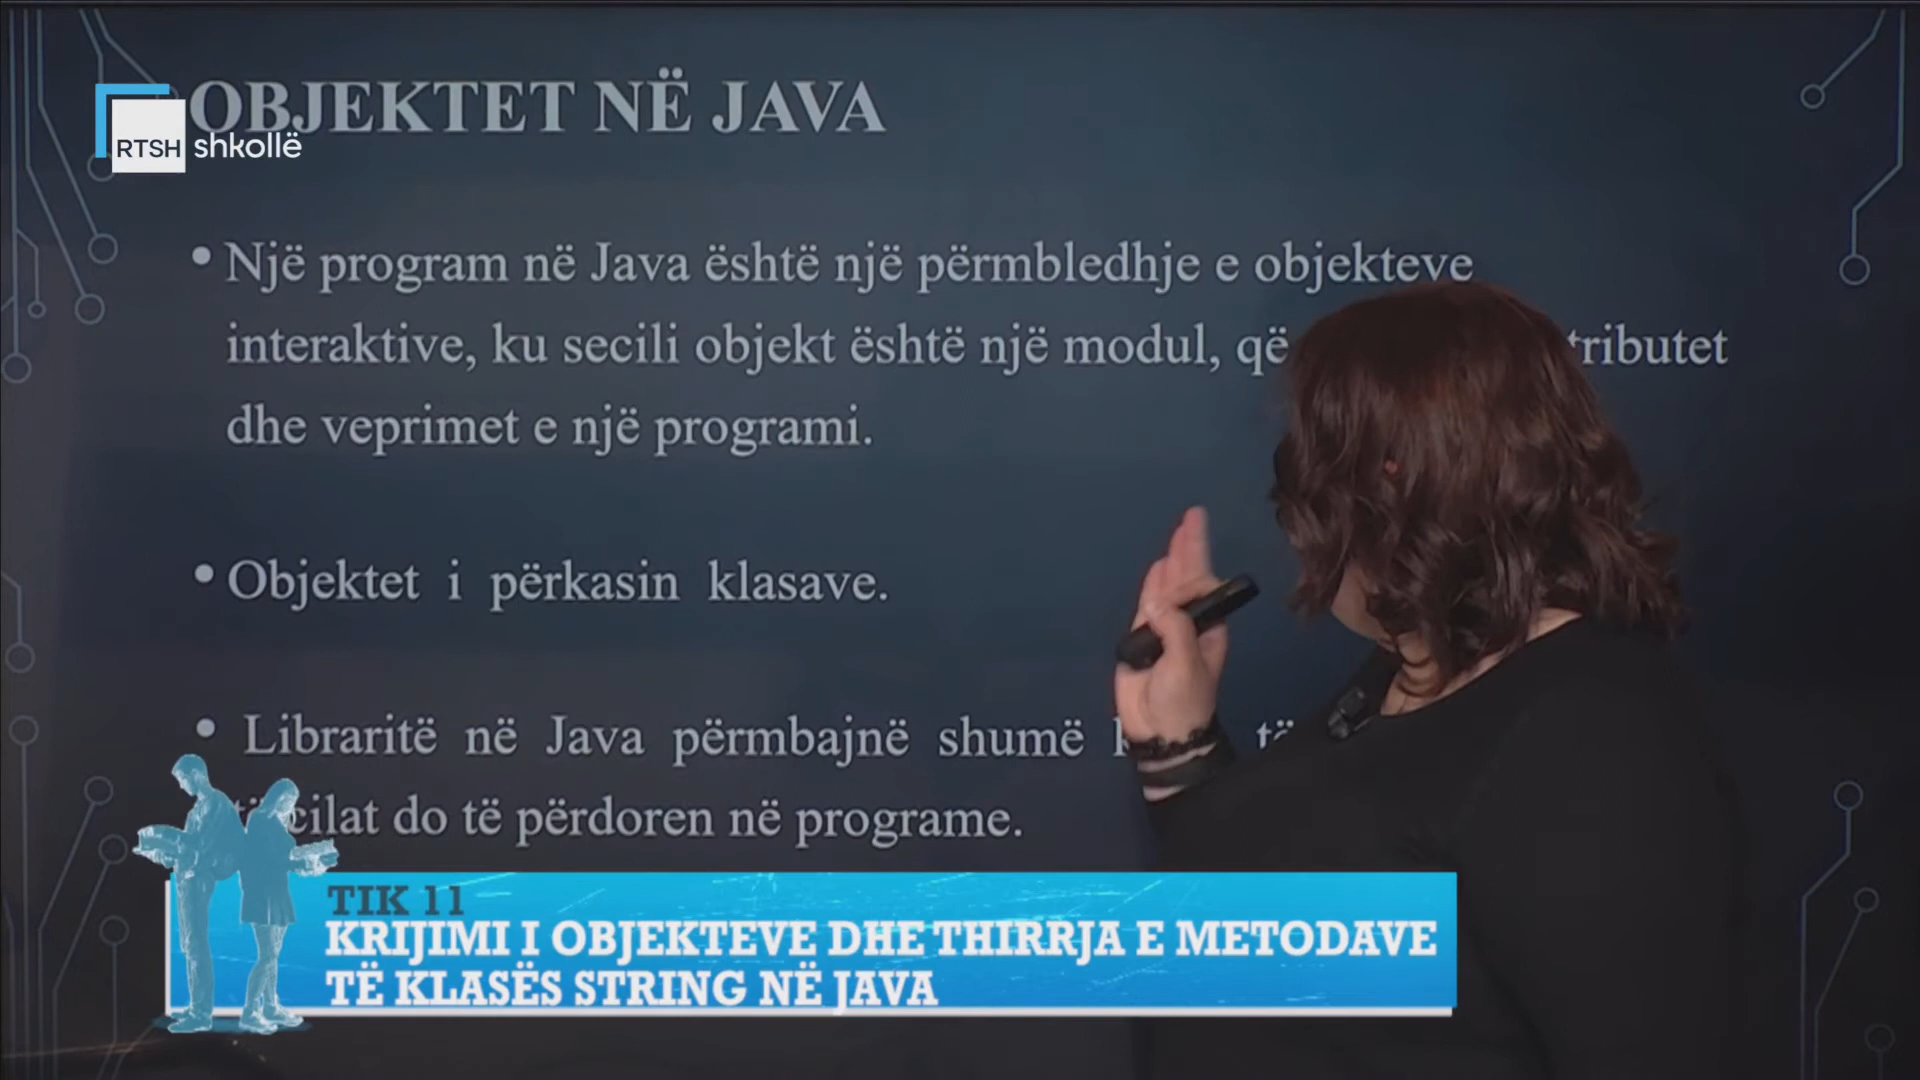 OBJEKTET NË JAVA
RTSH shkollë
• Një program në Java është një përmbledhje e objekteve
interaktive, ku secili objekt është një modul, që
dhe veprimet e një programi.
• Objektet i përkasin klasave.
• Libraritë në Java përmbajnë shumë të
cilat do të përdoren në programe.
TIK 11
KRIJIMI I OBJEKTEVE DHE THIRRJA E METODAVE
TË KLASËS STRING NË JAVA